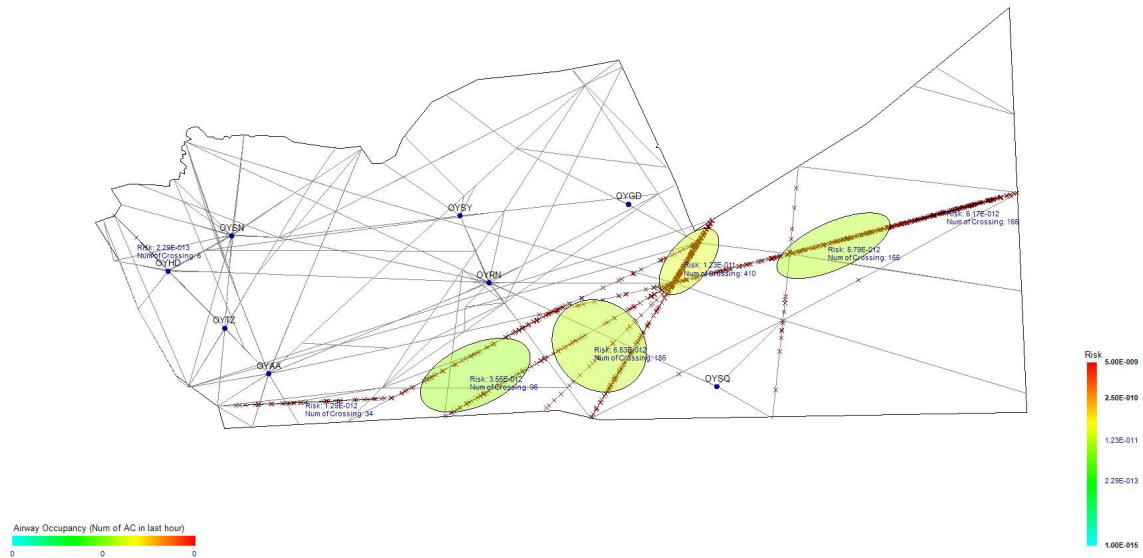 OYGD
OYSY
OYSN
Risk: 6.17E-012
Num of Crossing: 165
Risk: 2.29E-013
Num of Crossing: 6
Risk: 5.79E-012
Num of Crossing: 155
OYHD
Risk: 1.23E-011
Num of Crossing: 410
OYRN
OYTZ
Risk: 6.53E-012
Num of Crossing: 186
Risk
OYAA
5.00E-009
Risk: 3.55E-012
Num of Crossing: 96
OYSQ
2.50E-010
Risk: 1.29E-012
Num of Crossing: 34
1.23E-011
2.29E-013
Airway Occupancy (Num of AC in last hour)
1.00E-015
0 0 0